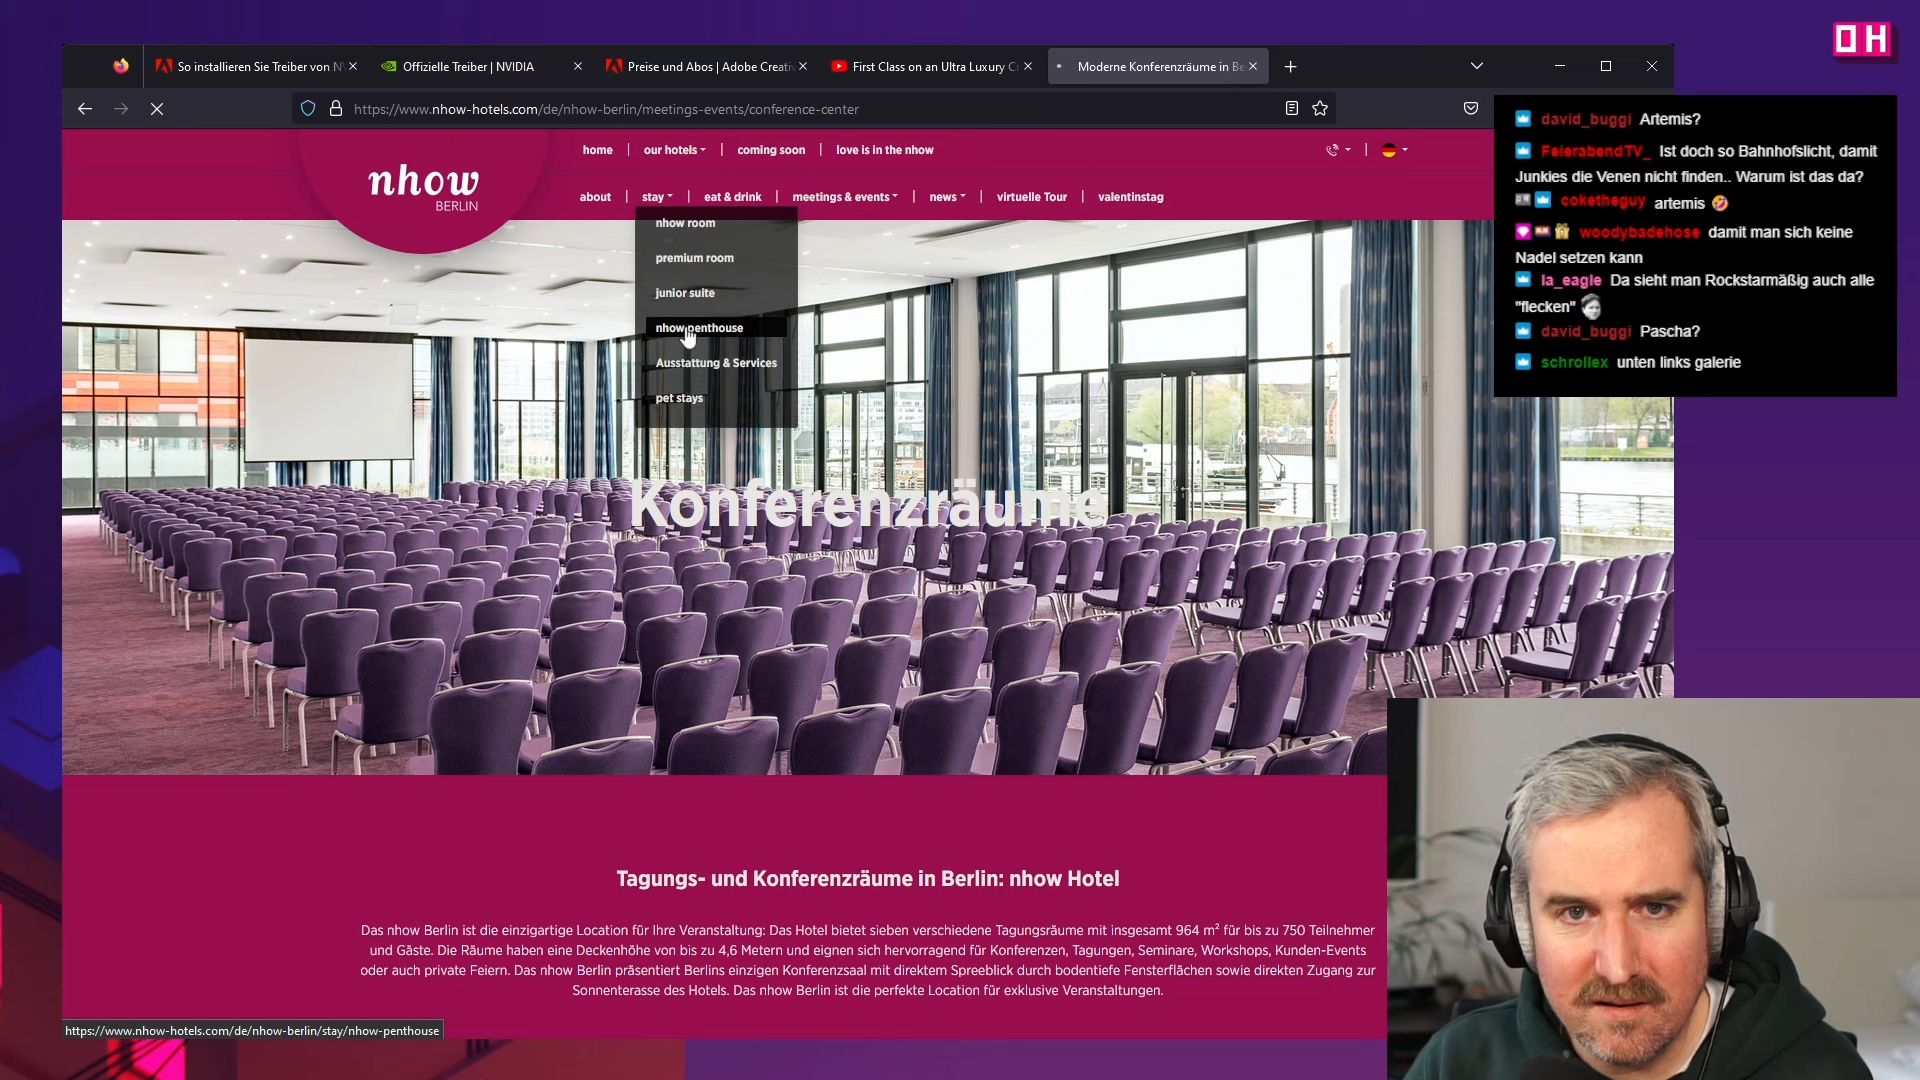 OH
So installieren Sie Treiber von N
Offizielle Treiber | NVIDIA
Preise und Abos | Adobe Creativ
First Class on an Ultra Luxury Cr
Moderne Konferenzräume in Be
https://www.nhow-hotels.com/de/nhow-berlin/meetings-events/conference-center
nhow
BERLIN
home | our hotels | coming soon | love is in the nhow
about | stay | eat & drink | meetings & events | news | virtuelle Tour | valentinstag
nhow room
premium room
junior suite
nhow penthouse
Ausstattung & Services
pet stays
Konferenzräume
Tagungs- und Konferenzräume in Berlin: nhow Hotel
Das nhow Berlin ist die einzigartige Location für Ihre Veranstaltung: Das Hotel bietet sieben verschiedene Tagungsräume mit insgesamt 964 m² für bis zu 750 Teilnehmer
und Gäste. Die Räume haben eine Deckenhöhe von bis zu 4,6 Metern und eignen sich hervorragend für Konferenzen, Tagungen, Seminare, Workshops, Kunden-Events
oder auch private Feiern. Das nhow Berlin präsentiert Berlins einzigen Konferenzsaal mit direktem Spreeblick durch bodentiefe Fensterflächen sowie direkten Zugang zur
Sonnenterasse des Hotels. Das nhow Berlin ist die perfekte Location für exklusive Veranstaltungen.
https://www.nhow-hotels.com/de/nhow-berlin/stay/nhow-penthouse
david_buggi Artemis?
FeierabendTV_ Ist doch so Bahnhofslicht, damit
Junkies die Venen nicht finden.. Warum ist das da?
coketheguy artemis 🤣
woodybadehose damit man sich keine
Nadel setzen kann
la_eagle Da sieht man Rockstarmäßig auch alle
"flecken"
david_buggi Pascha?
schrollex unten links galerie